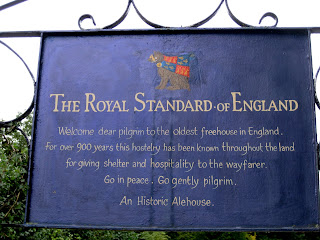 THE ROYAL STANDARD·OF ENGLAND
Welcome dear pilgrim to the oldest freehouse in England.
For over 900 years this hostelry has been known throughout the land
for giving shelter and hospitality to the wayfarer.
Go in peace. Go gently pilgrim.
An Historic Alehouse.